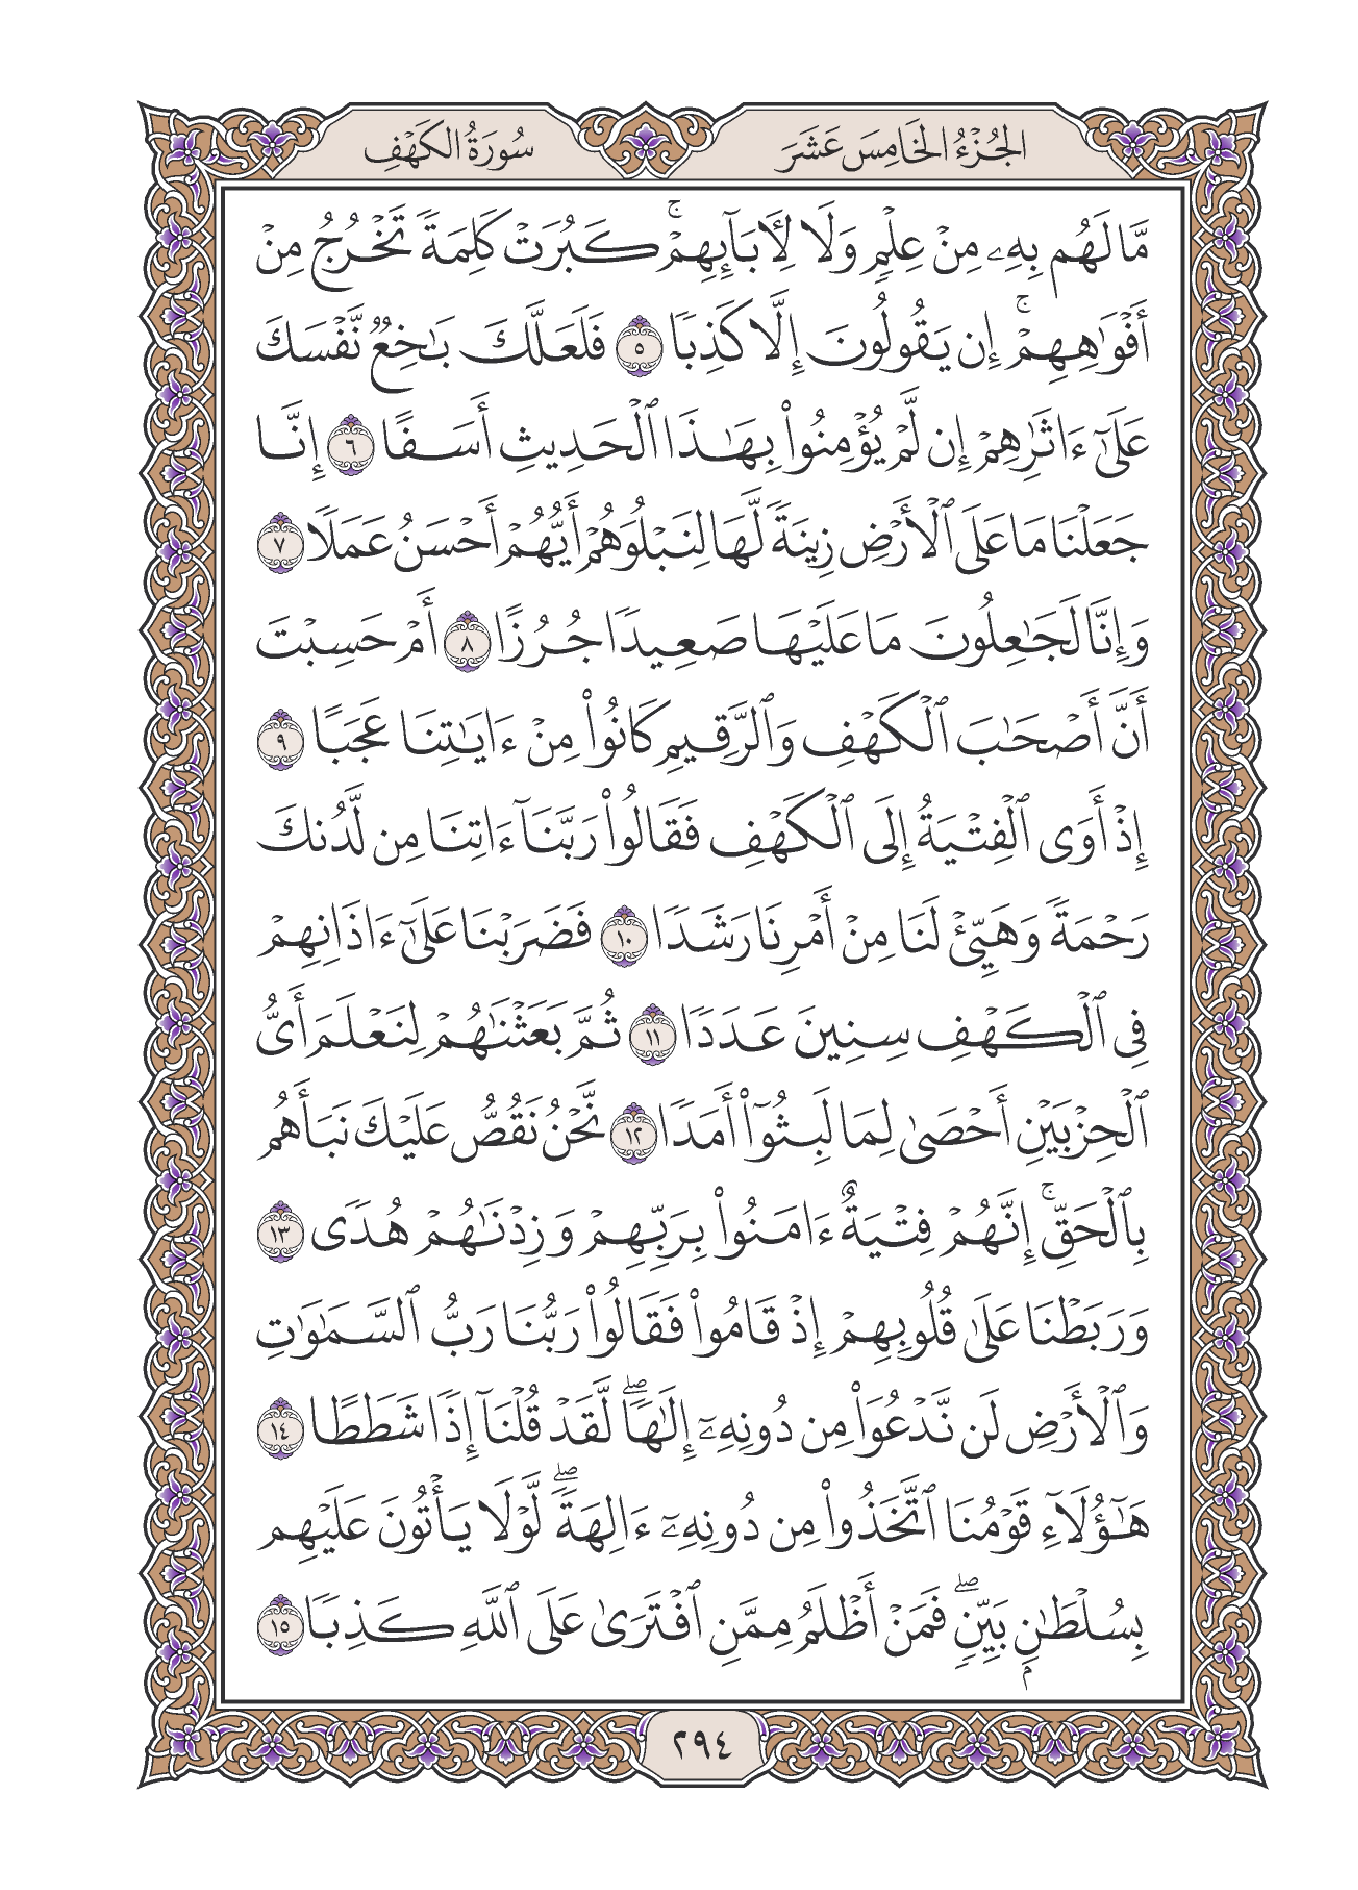 الجُزْءُ الخَامِسَ عَشَرَ
سُورَةُ الكَهْفِ
مَّا لَهُم بِهِۦ مِنْ عِلْمٍ وَلَا لِأَبَآئِهِمْ ۚ كَبُرَتْ كَلِمَةً تَخْرُجُ مِنْ
أَفْوَٰهِهِمْ ۚ إِن يَقُولُونَ إِلَّا كَذِبًا ٥ فَلَعَلَّكَ بَٰخِعٌ نَّفْسَكَ
عَلَىٰٓ ءَاثَٰرِهِمْ إِن لَّمْ يُؤْمِنُوا۟ بِهَٰذَا ٱلْحَدِيثِ أَسَفًا ٦ إِنَّا
جَعَلْنَا مَا عَلَى ٱلْأَرْضِ زِينَةً لَّهَا لِنَبْلُوَهُمْ أَيُّهُمْ أَحْسَنُ عَمَلًا ٧
وَإِنَّا لَجَٰعِلُونَ مَا عَلَيْهَا صَعِيدًا جُرُزًا ٨ أَمْ حَسِبْتَ
أَنَّ أَصْحَٰبَ ٱلْكَهْفِ وَٱلرَّقِيمِ كَانُوا۟ مِنْ ءَايَٰتِنَا عَجَبًا ٩
إِذْ أَوَى ٱلْفِتْيَةُ إِلَى ٱلْكَهْفِ فَقَالُوا۟ رَبَّنَآ ءَاتِنَا مِن لَّدُنكَ
رَحْمَةً وَهَيِّئْ لَنَا مِنْ أَمْرِنَا رَشَدًا ١٠ فَضَرَبْنَا عَلَىٰٓ ءَاذَانِهِمْ
فِى ٱلْكَهْفِ سِنِينَ عَدَدًا ١١ ثُمَّ بَعَثْنَٰهُمْ لِنَعْلَمَ أَىُّ
ٱلْحِزْبَيْنِ أَحْصَىٰ لِمَا لَبِثُوٓا۟ أَمَدًا ١٢ نَّحْنُ نَقُصُّ عَلَيْكَ نَبَأَهُم
بِٱلْحَقِّ ۚ إِنَّهُمْ فِتْيَةٌ ءَامَنُوا۟ بِرَبِّهِمْ وَزِدْنَٰهُمْ هُدًى ١٣
وَرَبَطْنَا عَلَىٰ قُلُوبِهِمْ إِذْ قَامُوا۟ فَقَالُوا۟ رَبُّنَا رَبُّ ٱلسَّمَٰوَٰتِ
وَٱلْأَرْضِ لَن نَّدْعُوَا۟ مِن دُونِهِۦٓ إِلَٰهًا ۖ لَّقَدْ قُلْنَآ إِذًا شَطَطًا ١٤
هَٰٓؤُلَآءِ قَوْمُنَا ٱتَّخَذُوا۟ مِن دُونِهِۦٓ ءَالِهَةً ۖ لَّوْلَا يَأْتُونَ عَلَيْهِم
بِسُلْطَٰنٍۭ بَيِّنٍ ۖ فَمَنْ أَظْلَمُ مِمَّنِ ٱفْتَرَىٰ عَلَى ٱللَّهِ كَذِبًا ١٥
٢٩٤